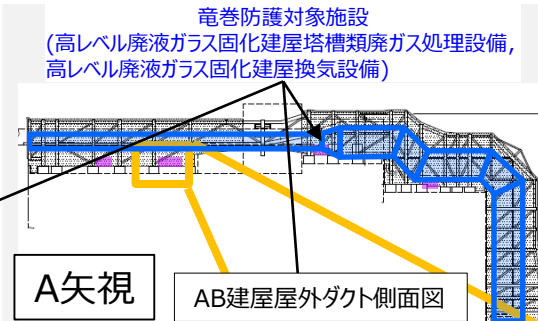 竜巻防護対象施設
(高レベル廃液ガラス固化建屋塔槽類廃ガス処理設備,
高レベル廃液ガラス固化建屋換気設備)
A矢視
AB建屋屋外ダクト側面図